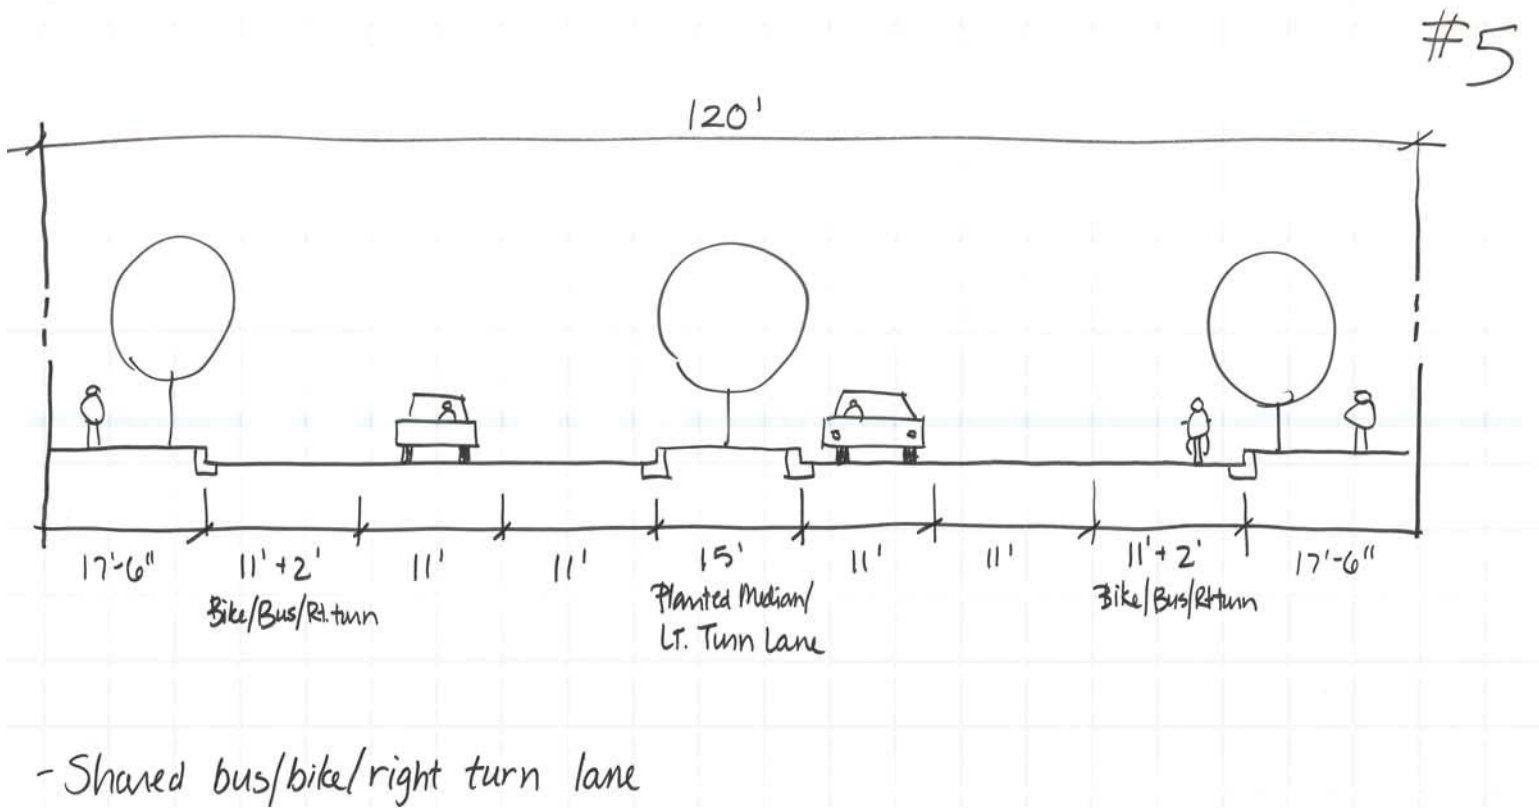 #5
120'
17'-6" 11'+2' 11' 11' 15' 11' 11' 11'+2' 17'-6"
Bike/Bus/Rt.turn
Planted Median/
LT. Turn Lane
Bike/Bus/Rt turn
- Shared bus/bike/right turn lane